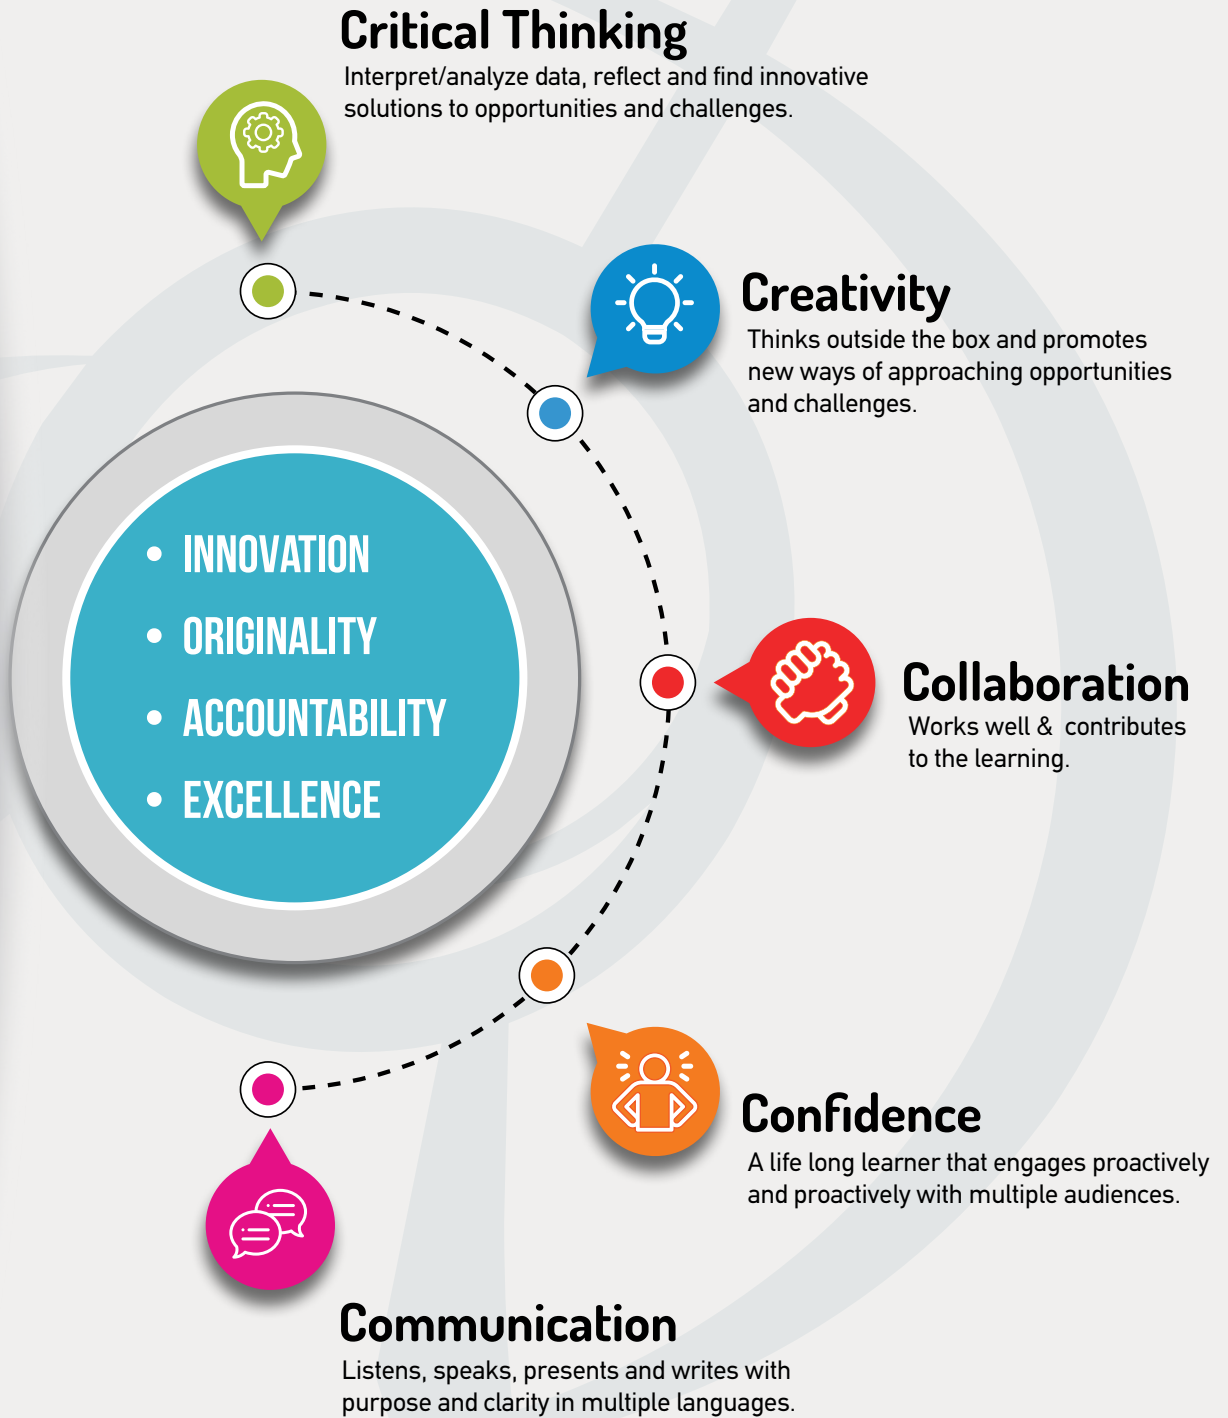 Critical Thinking
Interpret/analyze data, reflect and find innovative
solutions to opportunities and challenges.
Creativity
Thinks outside the box and promotes
new ways of approaching opportunities
and challenges.
• INNOVATION
• ORIGINALITY
• ACCOUNTABILITY
• EXCELLENCE
Collaboration
Works well & contributes
to the learning.
Confidence
A life long learner that engages proactively
and proactively with multiple audiences.
Communication
Listens, speaks, presents and writes with
purpose and clarity in multiple languages.